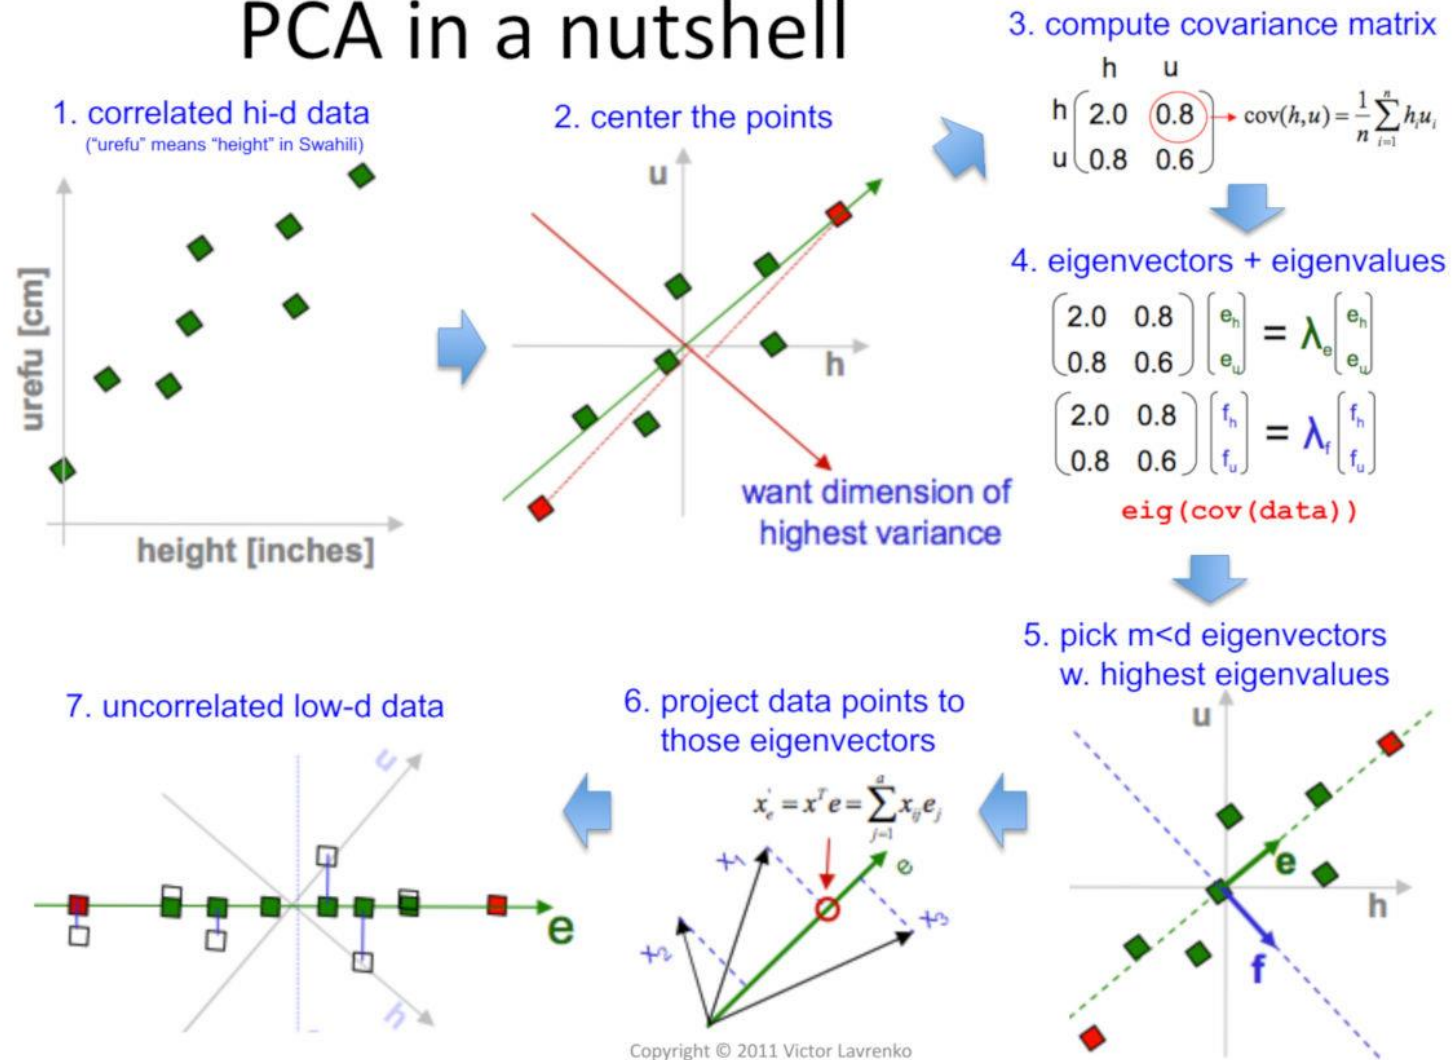 PCA in a nutshell
1. correlated hi-d data
("urefu" means "height" in Swahili)
urefu [cm]
height [inches]
2. center the points
u
h
want dimension of
highest variance
3. compute covariance matrix
h u
h 2.0 0.8 cov(h,u) = 1/n ∑ i=1 n h_i u_i
u 0.8 0.6
4. eigenvectors + eigenvalues
2.0 0.8 e_h = λ_e e_h
0.8 0.6 e_u e_u
2.0 0.8 f_h = λ_f f_h
0.8 0.6 f_u f_u
eig(cov(data))
5. pick m<d eigenvectors
w. highest eigenvalues
u
e
h
f
6. project data points to
those eigenvectors
x'_e = x^T e = ∑ j=1 d x_ij e_j
x_1
e
x_2
x_3
7. uncorrelated low-d data
u
e
h
Copyright © 2011 Victor Lavrenko